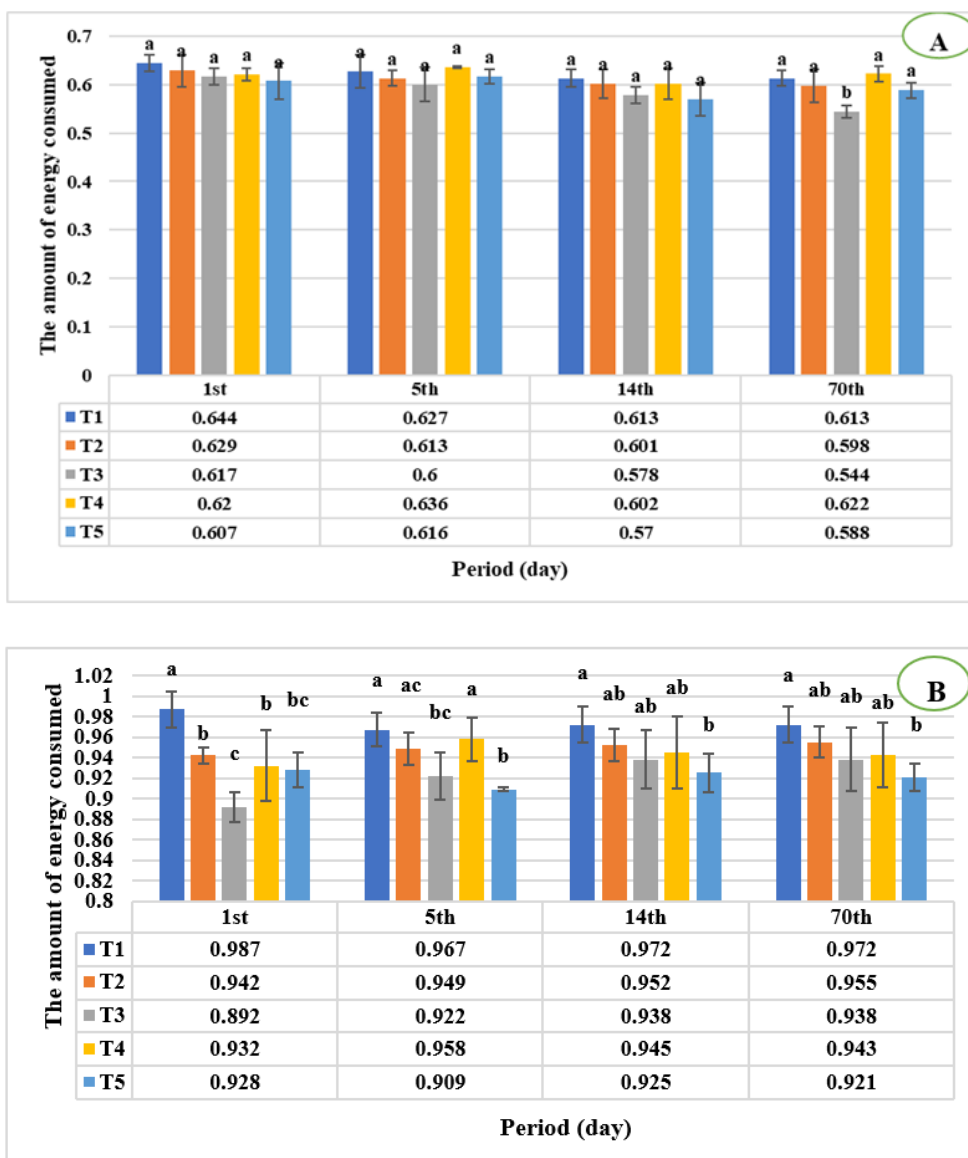 A
The amount of energy consumed
0.7
0.6
0.5
0.4
0.3
0.2
0.1
0
a a a a a
a a a a a
a a a a a
a a b a a
1st 5th 14th 70th
T1 0.644 0.627 0.613 0.613
T2 0.629 0.613 0.601 0.598
T3 0.617 0.6 0.578 0.544
T4 0.62 0.636 0.602 0.622
T5 0.607 0.616 0.57 0.588
Period (day)
B
The amount of energy consumed
1.02
1
0.98
0.96
0.94
0.92
0.9
0.88
0.86
0.84
0.82
0.8
a b c b bc
a ac bc a b
a ab ab ab b
a ab ab ab b
1st 5th 14th 70th
T1 0.987 0.967 0.972 0.972
T2 0.942 0.949 0.952 0.955
T3 0.892 0.922 0.938 0.938
T4 0.932 0.958 0.945 0.943
T5 0.928 0.909 0.925 0.921
Period (day)